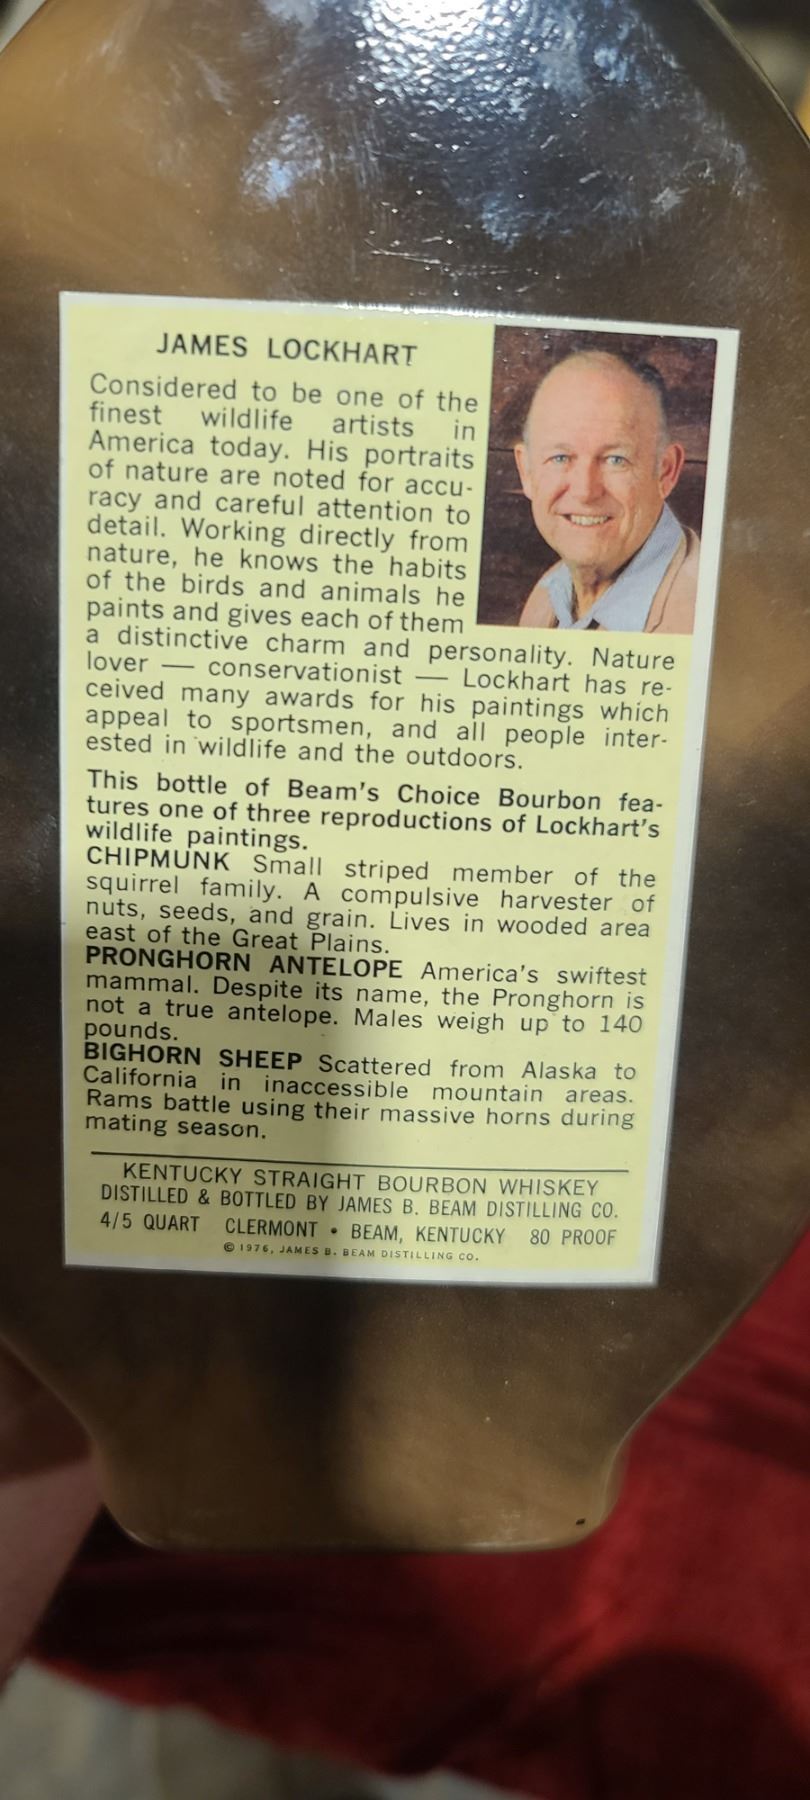 JAMES LOCKHART
Considered to be one of the
finest wildlife artists in
America today. His portraits
of nature are noted for accu-
racy and careful attention to
detail. Working directly from
nature, he knows the habits
of the birds and animals he
paints and gives each of them
a distinctive charm and personality. Nature
lover — conservationist — Lockhart has re-
ceived many awards for his paintings which
appeal to sportsmen, and all people inter-
ested in wildlife and the outdoors.
This bottle of Beam's Choice Bourbon fea-
tures one of three reproductions of Lockhart's
wildlife paintings.
CHIPMUNK Small striped member of the
squirrel family. A compulsive harvester of
nuts, seeds, and grain. Lives in wooded area
east of the Great Plains.
PRONGHORN ANTELOPE America's swiftest
mammal. Despite its name, the Pronghorn is
not a true antelope. Males weigh up to 140
pounds.
BIGHORN SHEEP Scattered from Alaska to
California in inaccessible mountain areas.
Rams battle using their massive horns during
mating season.
KENTUCKY STRAIGHT BOURBON WHISKEY
DISTILLED & BOTTLED BY JAMES B. BEAM DISTILLING CO.
4/5 QUART CLERMONT • BEAM, KENTUCKY 80 PROOF
© 1976, JAMES B. BEAM DISTILLING CO.